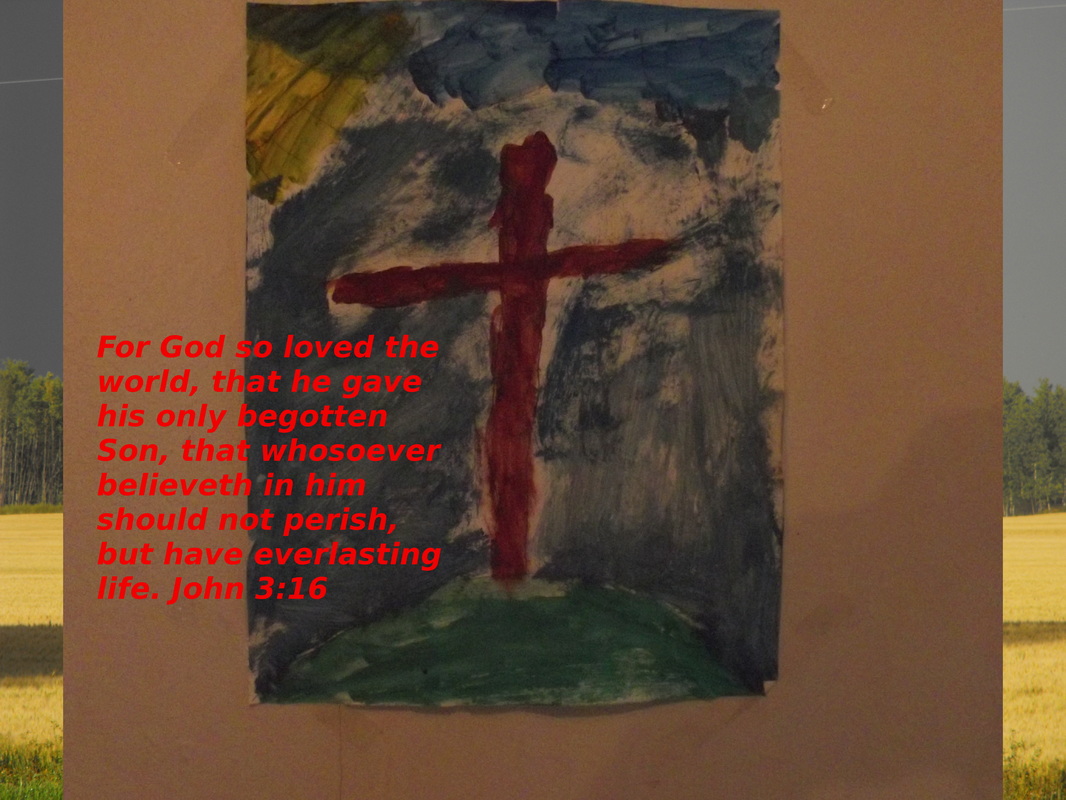 For God so loved the
world, that he gave
his only begotten
Son, that whosoever
believeth in him
should not perish,
but have everlasting
life. John 3:16